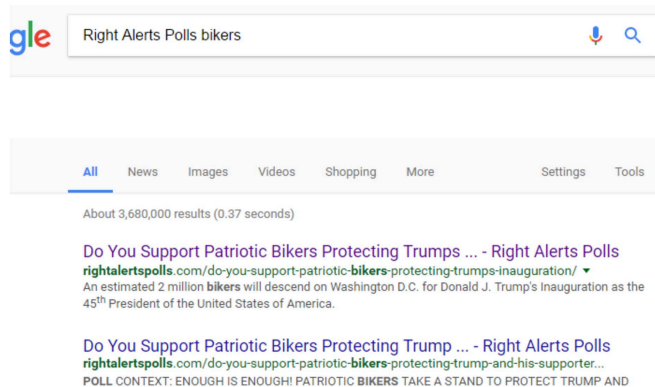 gle
Right Alerts Polls bikers
All News Images Videos Shopping More Settings Tools
About 3,680,000 results (0.37 seconds)
Do You Support Patriotic Bikers Protecting Trumps ... - Right Alerts Polls
rightalertspolls.com/do-you-support-patriotic-bikers-protecting-trumps-inauguration/
An estimated 2 million bikers will descend on Washington D.C. for Donald J. Trump's Inauguration as the
45th President of the United States of America.
Do You Support Patriotic Bikers Protecting Trump ... - Right Alerts Polls
rightalertspolls.com/do-you-support-patriotic-bikers-protecting-trump-and-his-supporter...
POLL CONTEXT: ENOUGH IS ENOUGH! PATRIOTIC BIKERS TAKE A STAND TO PROTECT TRUMP AND